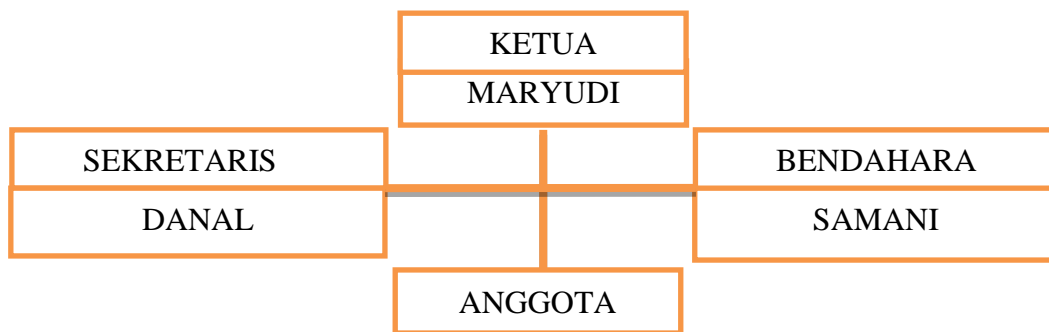 KETUA
MARYUDI
SEKRETARIS
BENDAHARA
DANAL
SAMANI
ANGGOTA